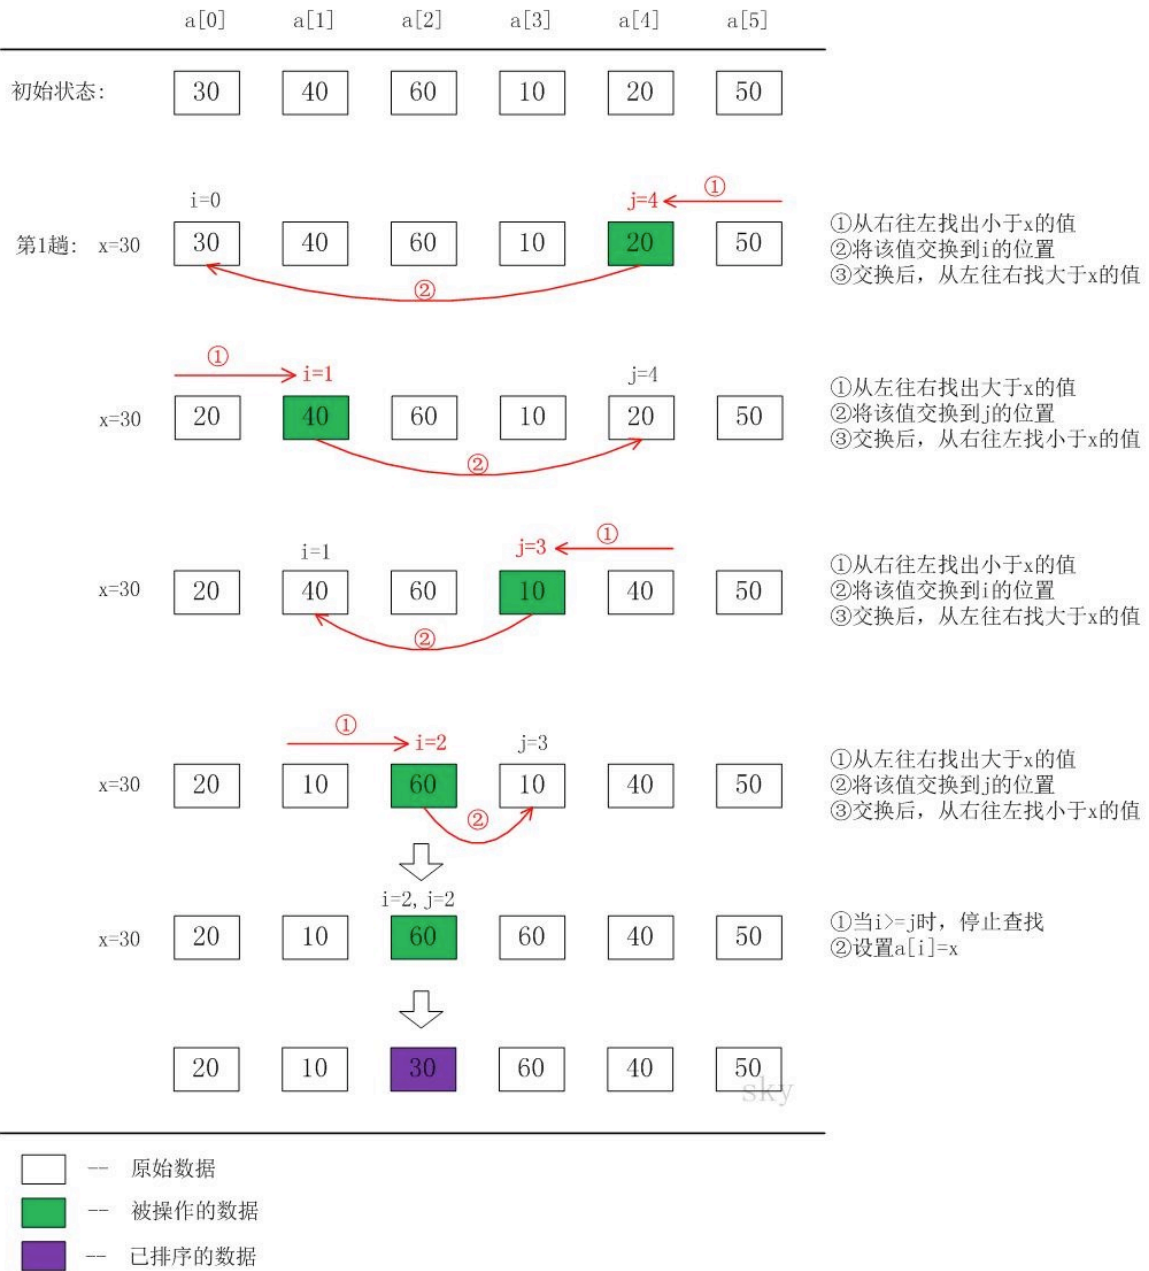 a[0] a[1] a[2] a[3] a[4] a[5]
初始状态: 30 40 60 10 20 50
i=0 j=4 ①
第1趟: x=30 30 40 60 10 20 50
②
①从右往左找出小于x的值
②将该值交换到i的位置
③交换后，从左往右找大于x的值
① i=1 j=4
x=30 20 40 60 10 20 50
②
①从左往右找出大于x的值
②将该值交换到j的位置
③交换后，从右往左找小于x的值
i=1 j=3 ①
x=30 20 40 60 10 40 50
②
①从右往左找出小于x的值
②将该值交换到i的位置
③交换后，从左往右找大于x的值
① i=2 j=3
x=30 20 10 60 10 40 50
②
①从左往右找出大于x的值
②将该值交换到j的位置
③交换后，从右往左找小于x的值
i=2, j=2
x=30 20 10 60 60 40 50
①当i>=j时，停止查找
②设置a[i]=x
20 10 30 60 40 50
sky
-- 原始数据
-- 被操作的数据
-- 已排序的数据